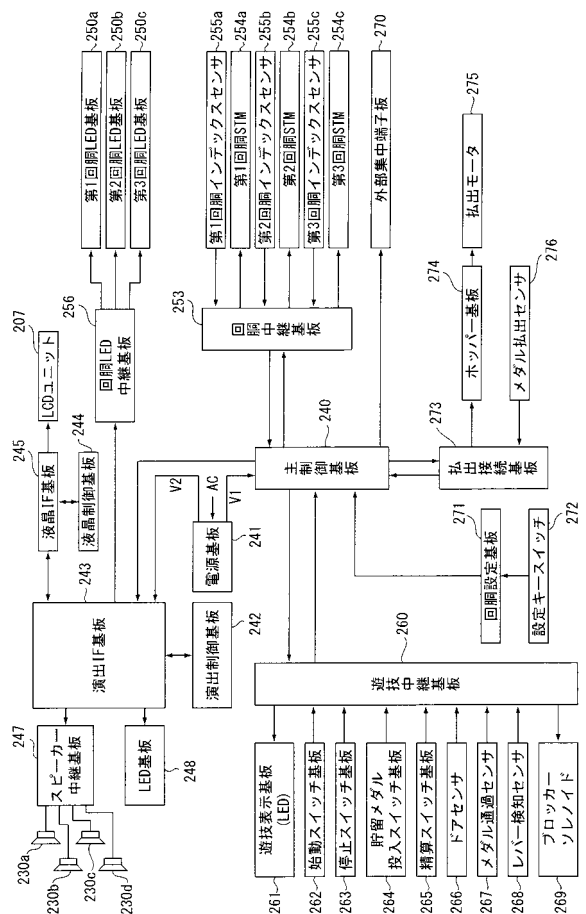 250a
第1回胴LED基板
250b
第2回胴LED基板
250c
第3回胴LED基板
207
LCDユニット
256
回胴LED
中継基板
245
液晶IF基板
244
液晶制御基板
243
演出IF基板
242
演出制御基板
247
スピーカー
中継基板
LED基板
248
230a
230b
230c
230d
255a
第1回胴インデックスセンサ
254a
第1回胴STM
255b
第2回胴インデックスセンサ
254b
第2回胴STM
255c
第3回胴インデックスセンサ
254c
第3回胴STM
253
回胴
中継基板
270
外部集中端子板
240
主制御基板
V2
AC
V1
電源基板
241
275
払出モータ
274
ホッパー基板
276
メダル払出センサ
273
払出接続基板
271
回胴設定基板
設定キースイッチ
272
260
遊技中継基板
遊技表示基板
(LED)
261
始動スイッチ基板
262
停止スイッチ基板
263
貯留メダル
投入スイッチ基板
264
精算スイッチ基板
265
ドアセンサ
266
メダル通過センサ
267
レバー検知センサ
268
ブロッカー
ソレノイド
269